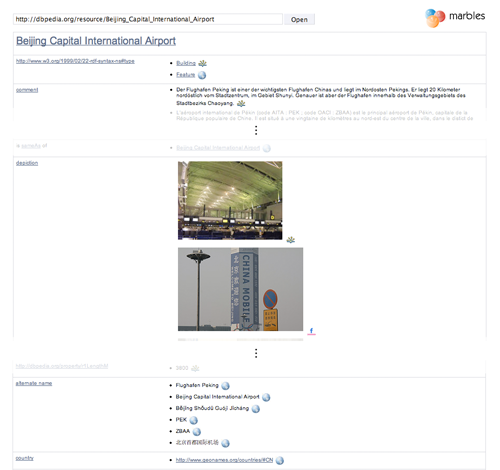 http://dbpedia.org/resource/Beijing_Capital_International_Airport
Open
marbles
Beijing Capital International Airport
http://www.w3.org/1999/02/22-rdf-syntax-ns#type
Building
Feature
comment
Der Flughafen Peking ist einer der wichtigsten Flughäfen Chinas und liegt im Nordosten Pekings. Er liegt 20 Kilometer
nordöstlich vom Stadtzentrum, im Gebiet Shunyi. Genauer ist aber der Flughafen innerhalb des Verwaltungsgebiets des
Stadtbezirks Chaoyang.
L'aéroport international de Pékin (code AITA : PEK ; code OACI : ZBAA) est le principal aéroport de Pékin, capitale de la
République populaire de Chine. Il est situé à une vingtaine de kilomètres au nord-est du centre de la ville, dans le district de
is sameAs of
Beijing Capital International Airport
depiction
CHINA MOBILE
alternate name
Flughafen Peking
Beijing Capital International Airport
Běijīng Shǒudū Guójì Jīchǎng
PEK
ZBAA
北京首都国际机场
country
http://www.geonames.org/countries/#CN